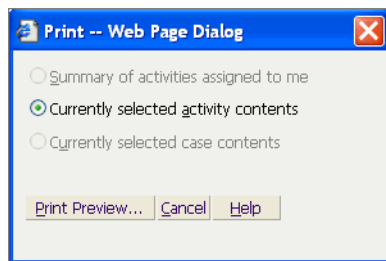 Print -- Web Page Dialog
Summary of activities assigned to me
Currently selected activity contents
Currently selected case contents
Print Preview... Cancel Help